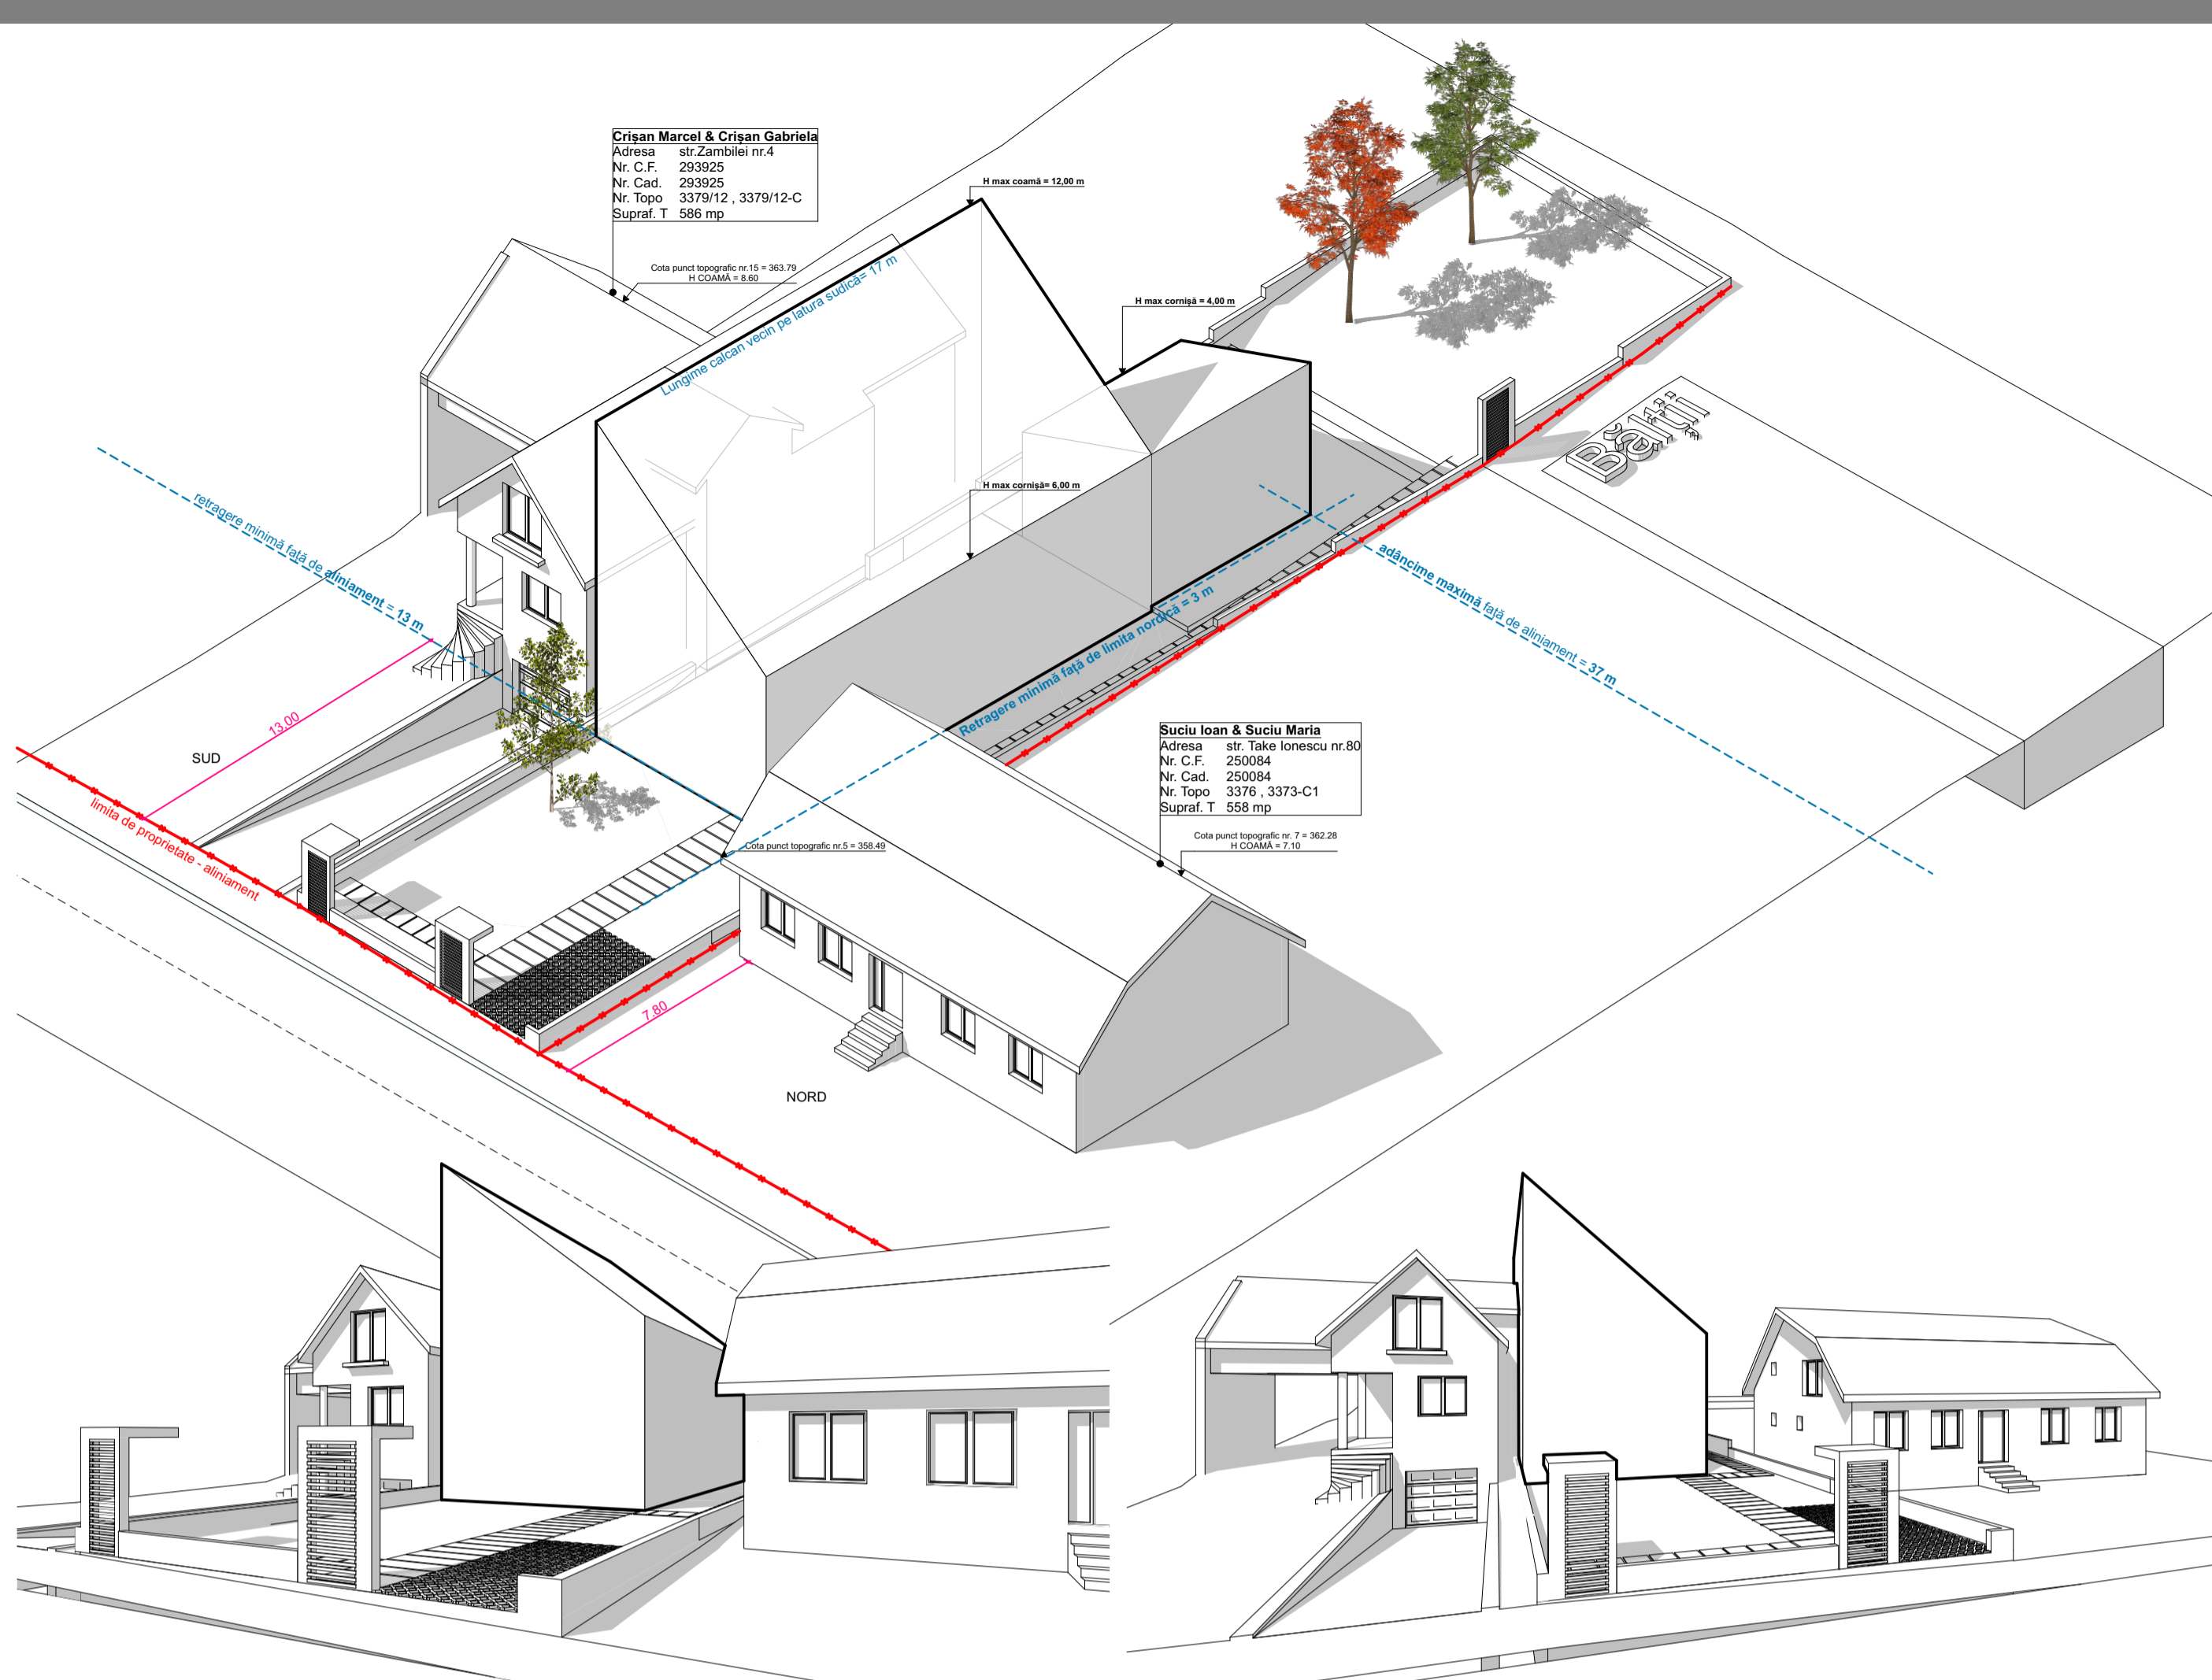 Crişan Marcel & Crişan Gabriela
Adresa str.Zambilei nr.4
Nr. C.F. 293925
Nr. Cad. 293925
Nr. Topo 3379/12 , 3379/12-C
Supraf. T 586 mp
H max coamă = 12,00 m
Cota punct topografic nr.15 = 363.79
H COAMĂ = 8.60
Lungime calcan vecin pe latura sudică= 17 m
H max cornişă = 4,00 m
Bălţii
H max cornişă= 6,00 m
retragere minimă faţă de aliniament = 13 m
adâncime maximă faţă de aliniament = 37 m
Retragere minimă faţă de limita nordică = 3 m
13,00
SUD
limita de proprietate - aliniament
Suciu Ioan & Suciu Maria
Adresa str. Take Ionescu nr.80
Nr. C.F. 250084
Nr. Cad. 250084
Nr. Topo 3376 , 3373-C1
Supraf. T 558 mp
Cota punct topografic nr. 7 = 362.28
H COAMĂ = 7.10
Cota punct topografic nr.5 = 358.49
7.80
NORD